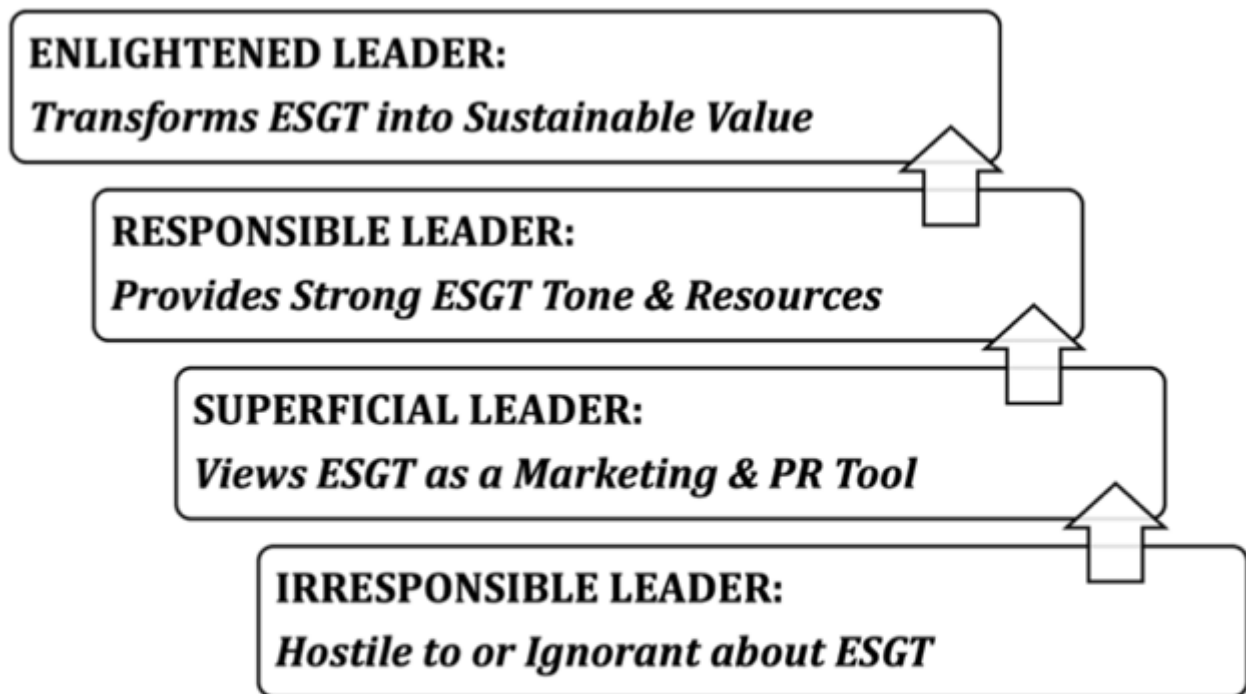 ENLIGHTENED LEADER:
Transforms ESGT into Sustainable Value
RESPONSIBLE LEADER:
Provides Strong ESGT Tone & Resources
SUPERFICIAL LEADER:
Views ESGT as a Marketing & PR Tool
IRRESPONSIBLE LEADER:
Hostile to or Ignorant about ESGT